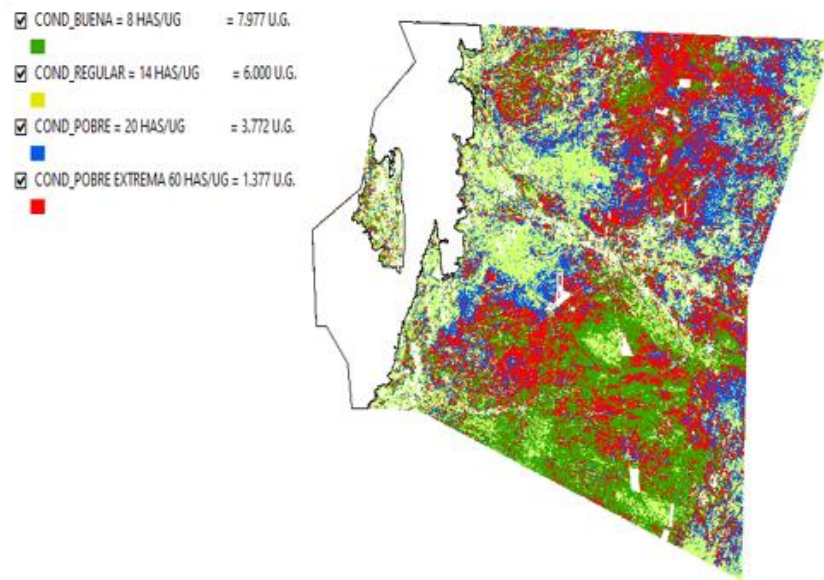 COND_BUENA = 8 HAS/UG = 7.977 U.G.
COND_REGULAR = 14 HAS/UG = 6.000 U.G.
COND_POBRE = 20 HAS/UG = 3.772 U.G.
COND_POBRE EXTREMA 60 HAS/UG = 1.377 U.G.